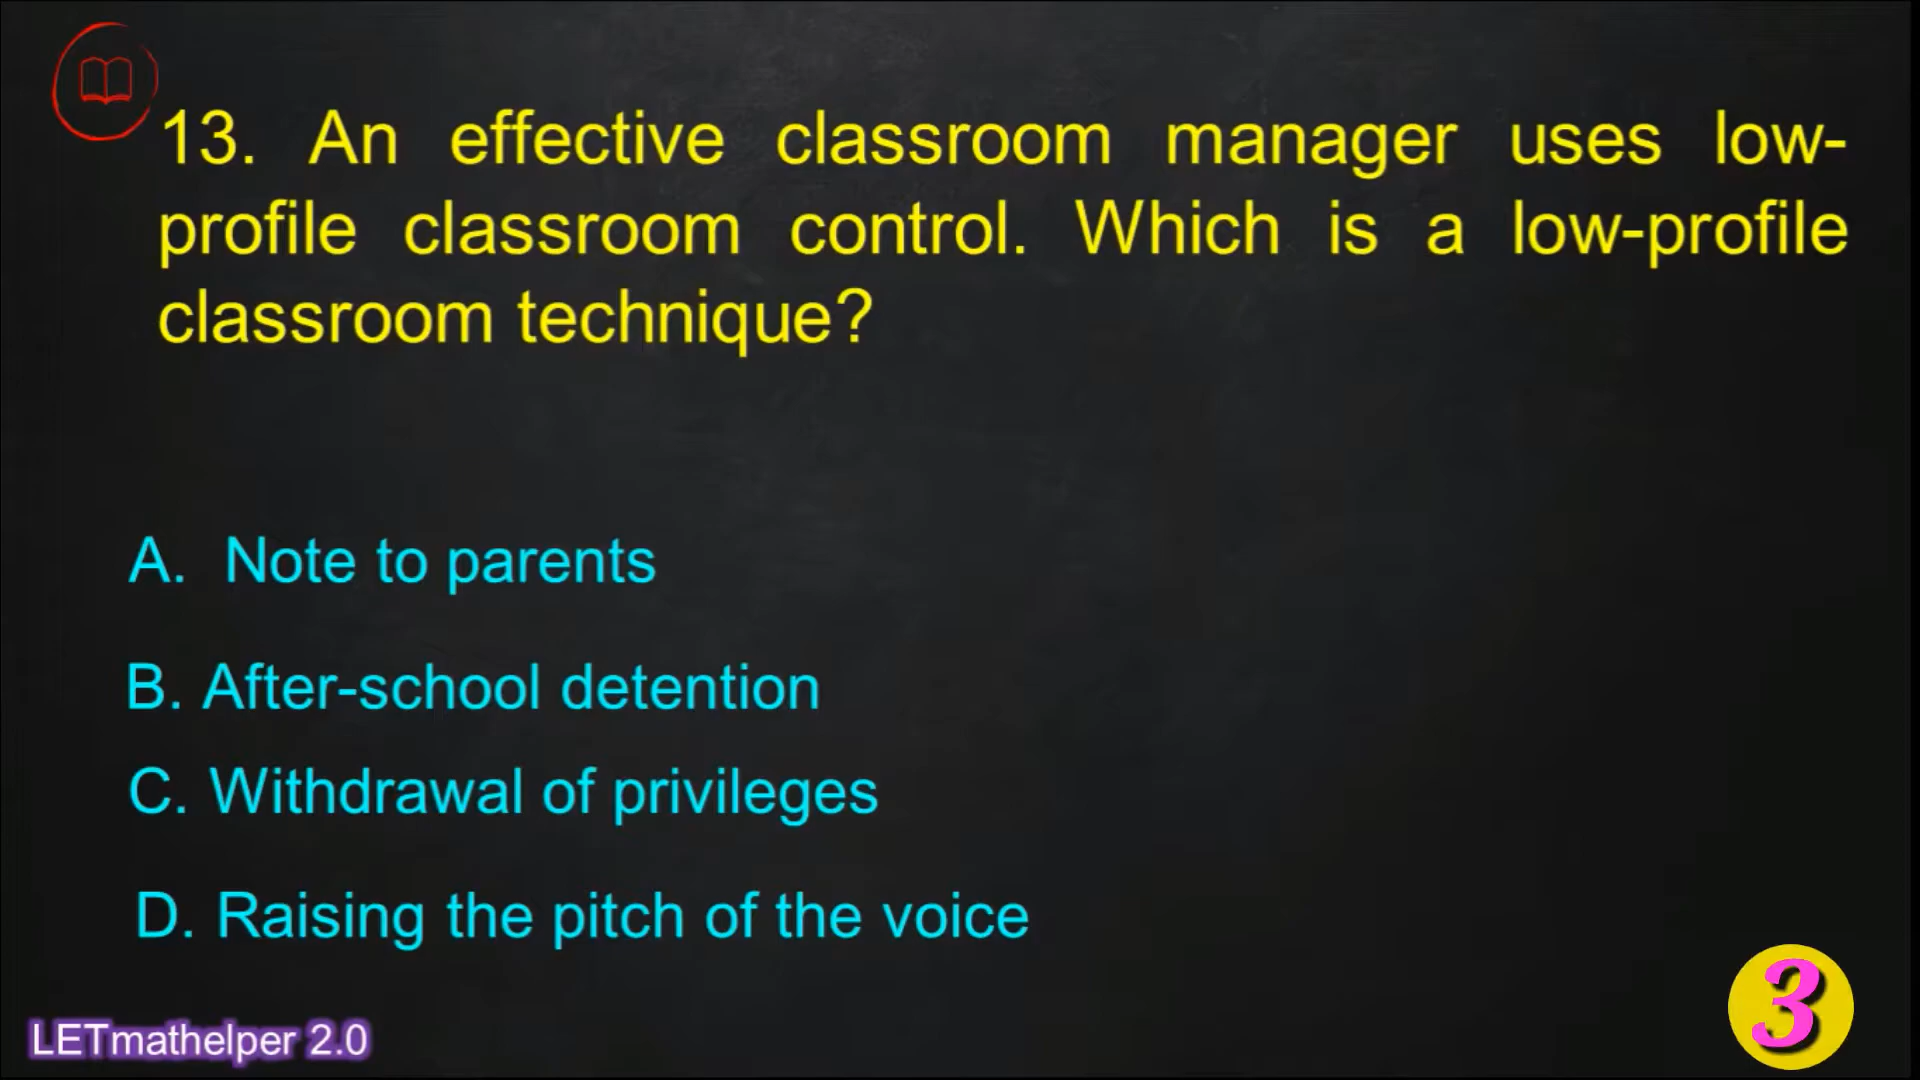 13. An effective classroom manager uses low-
profile classroom control. Which is a low-profile
classroom technique?
A. Note to parents
B. After-school detention
C. Withdrawal of privileges
D. Raising the pitch of the voice
LETmathelper 2.0
3